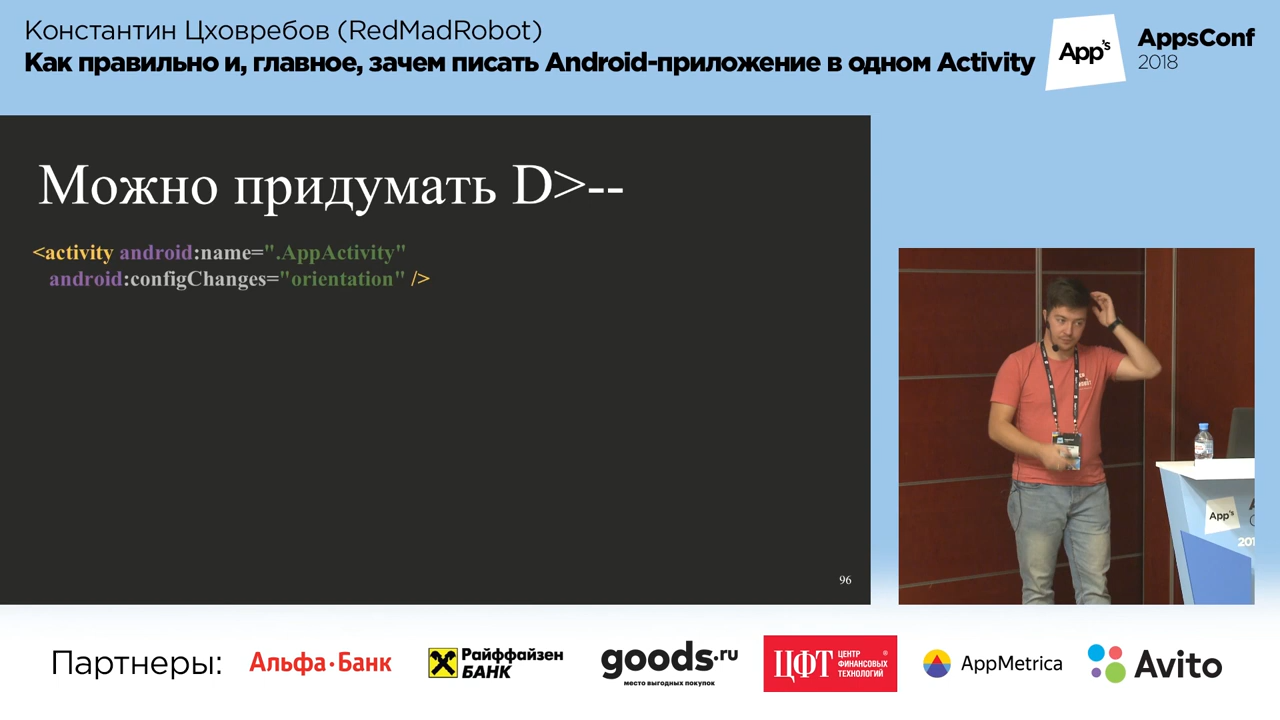 Константин Цховребов (RedMadRobot)
Как правильно и, главное, зачем писать Android-приложение в одном Activity
App's
AppsConf
2018
Можно придумать D>--
<activity android:name=".AppActivity"
android:configChanges="orientation" />
96
App's
Партнеры:
Альфа·Банк
Райффайзен
БАНК
goods.ru
место выгодных покупок
ЦФТ
ЦЕНТР
ФИНАНСОВЫХ
ТЕХНОЛОГИЙ
®
AppMetrica
Avito